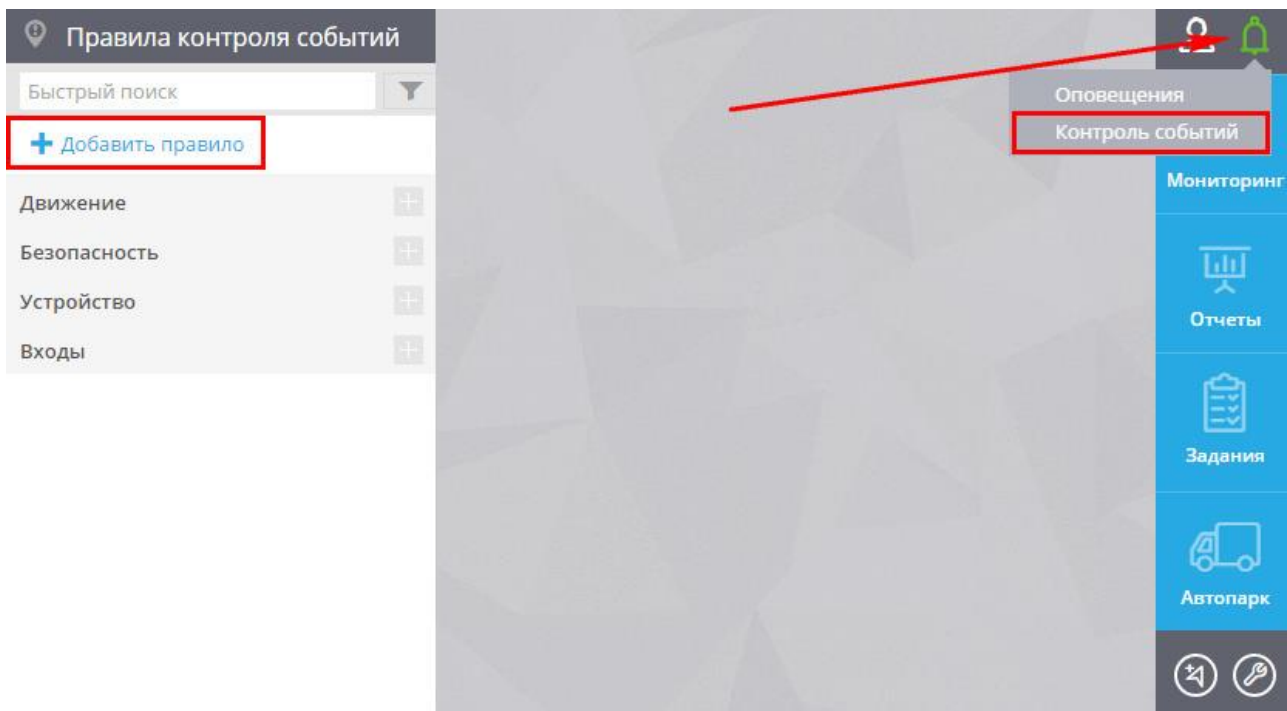 Правила контроля событий
Быстрый поиск
Добавить правило
Движение
Безопасность
Устройство
Входы
Оповещения
Контроль событий
Мониторинг
Отчеты
Задания
Автопарк